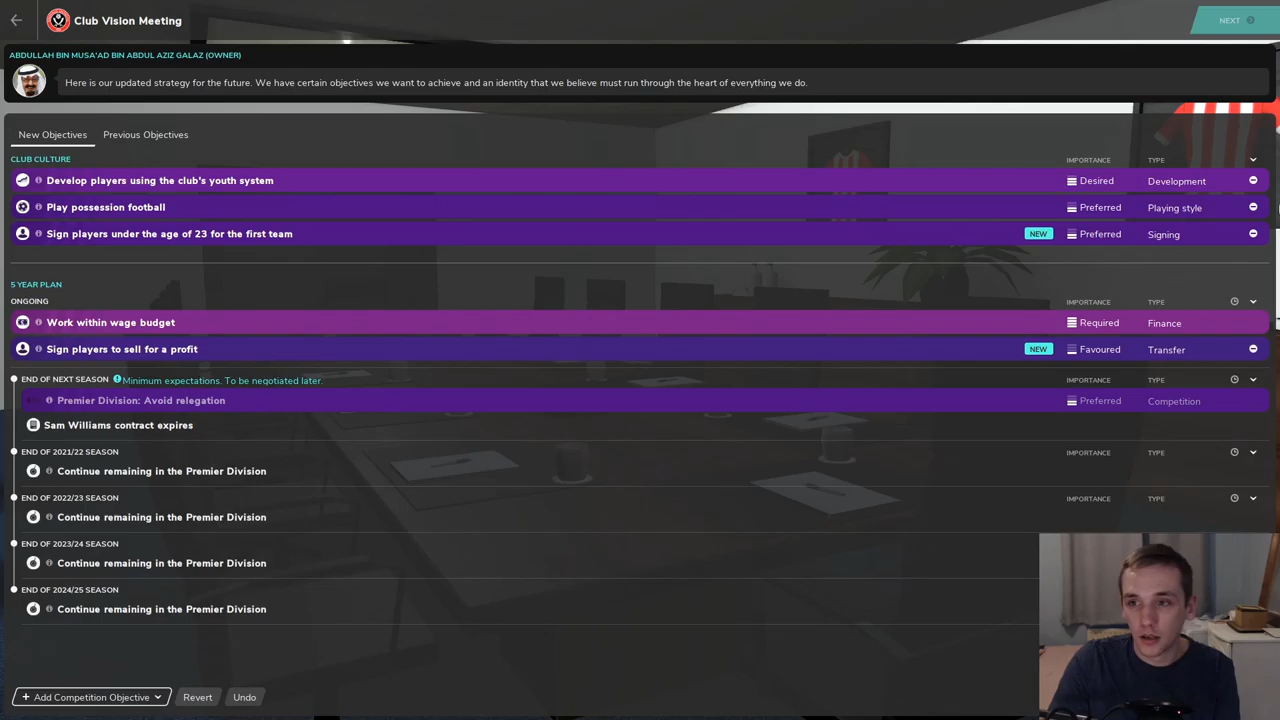 Club Vision Meeting
NEXT
ABDULLAH BIN MUSA'AD BIN ABDUL AZIZ GALAZ (OWNER)
Here is our updated strategy for the future. We have certain objectives we want to achieve and an identity that we believe must run through the heart of everything we do.
New Objectives Previous Objectives
CLUB CULTURE IMPORTANCE TYPE
Develop players using the club's youth system Desired Development
Play possession football Preferred Playing style
Sign players under the age of 23 for the first team NEW Preferred Signing
5 YEAR PLAN
ONGOING IMPORTANCE TYPE
Work within wage budget Required Finance
Sign players to sell for a profit NEW Favoured Transfer
END OF NEXT SEASON Minimum expectations. To be negotiated later. IMPORTANCE TYPE
Premier Division: Avoid relegation Preferred Competition
Sam Williams contract expires
END OF 2021/22 SEASON IMPORTANCE TYPE
Continue remaining in the Premier Division
END OF 2022/23 SEASON IMPORTANCE TYPE
Continue remaining in the Premier Division
END OF 2023/24 SEASON
Continue remaining in the Premier Division
END OF 2024/25 SEASON
Continue remaining in the Premier Division
+ Add Competition Objective Revert Undo